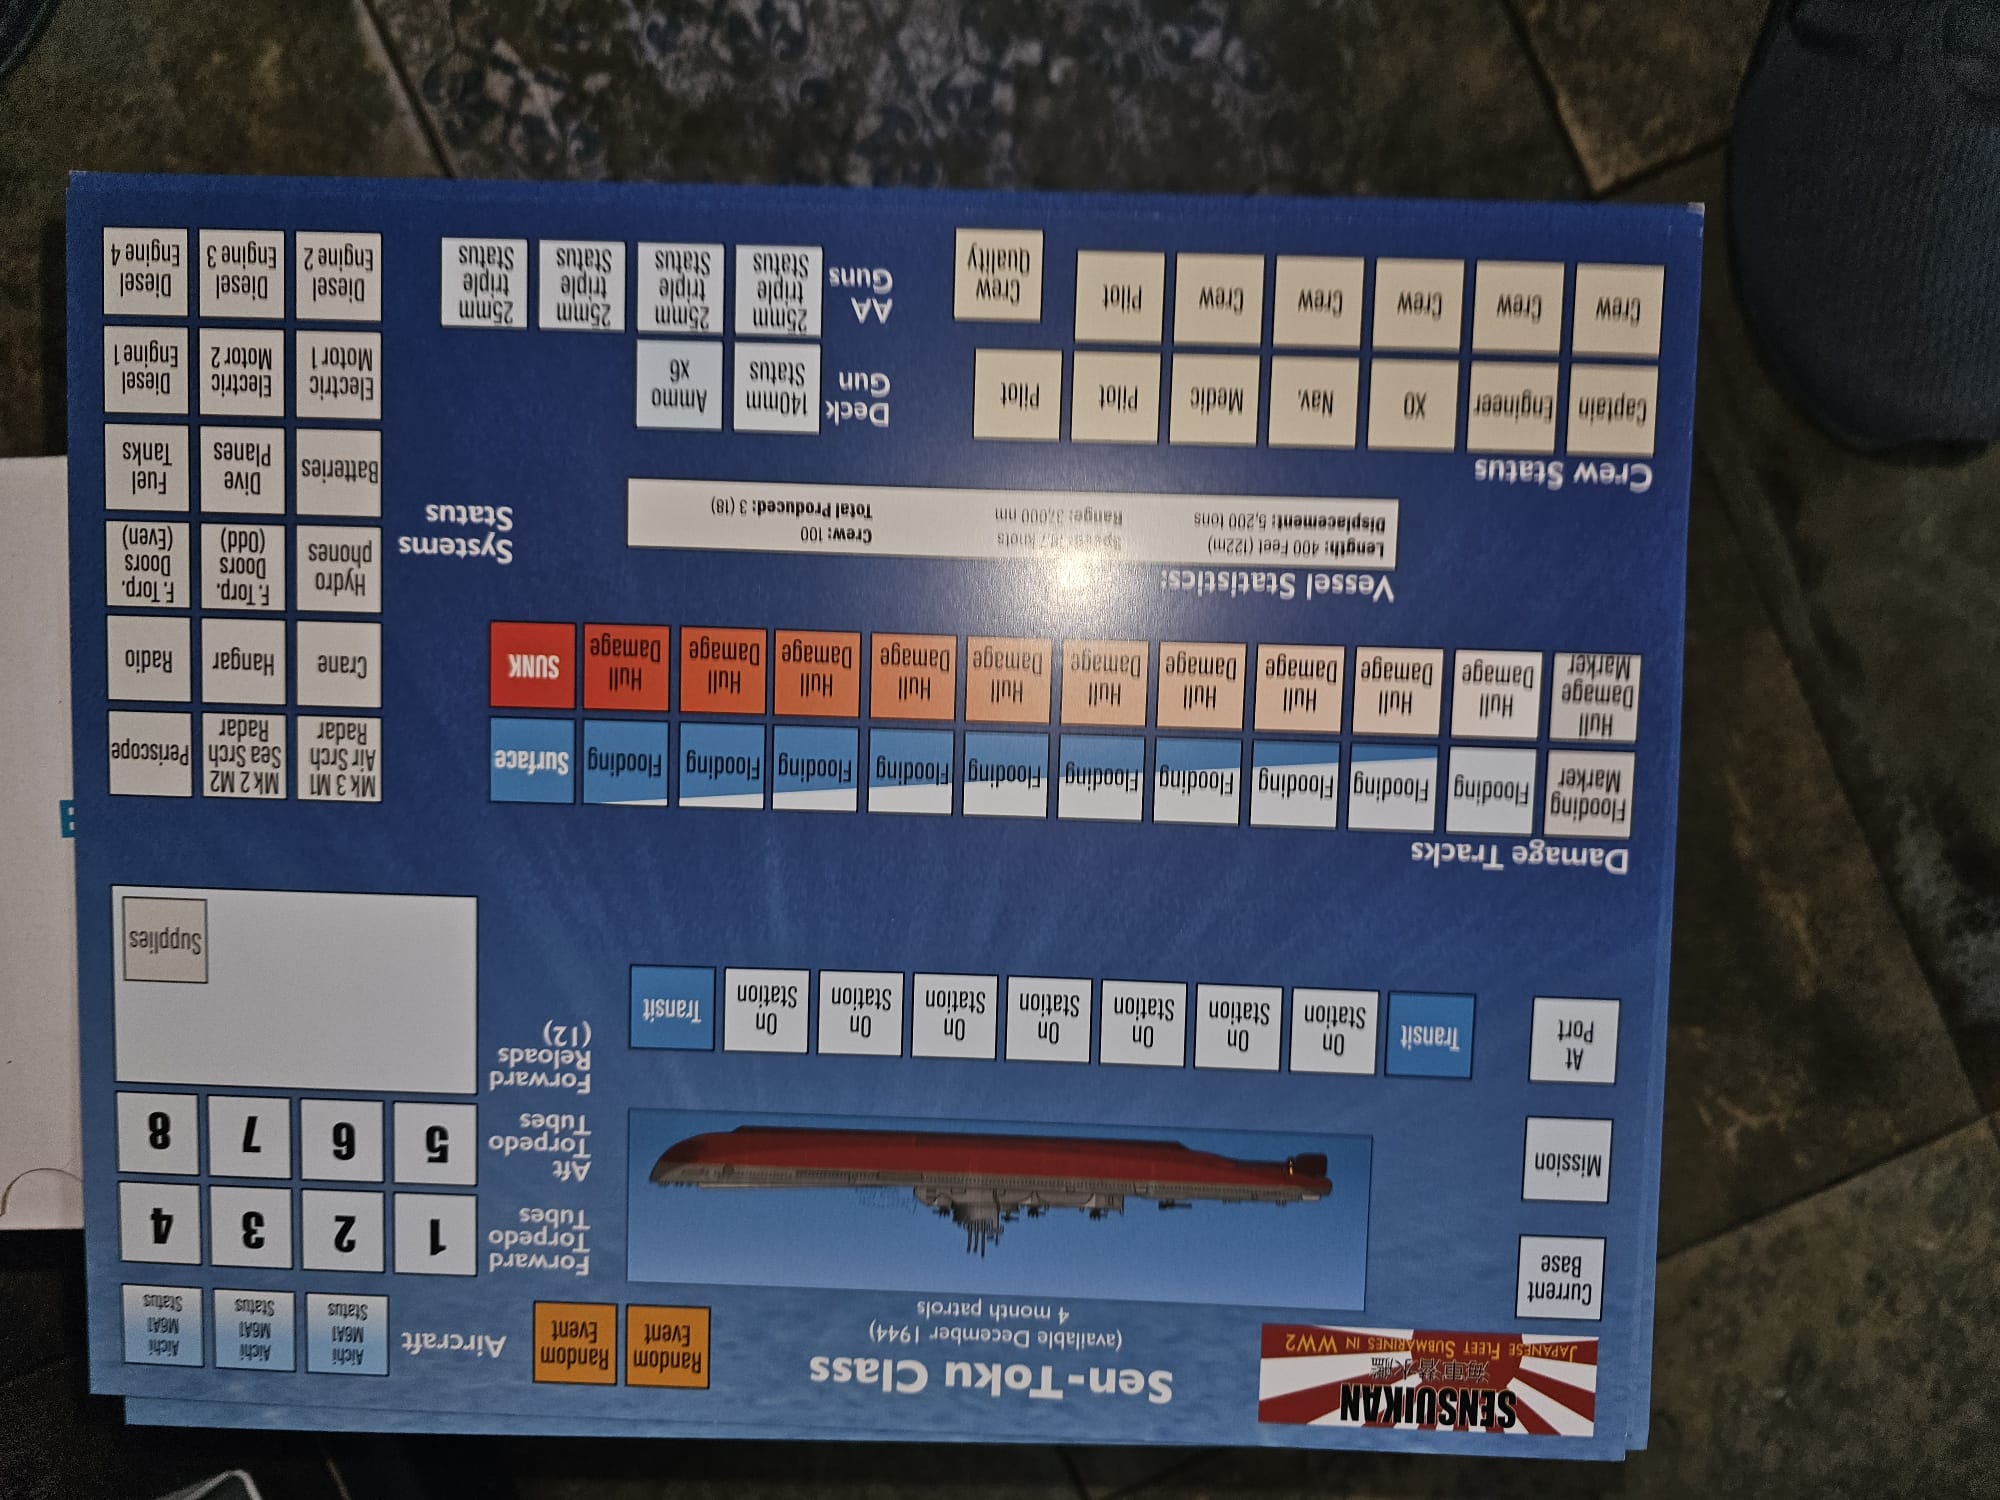 SENSUIKAN
海軍潜水艦
JAPANESE FLEET SUBMARINES IN WW2
Sen-Toku Class
(available December 1944)
4 month patrols
Random
Event
Random
Event
Aircraft
Aichi
M6A1
Status
Aichi
M6A1
Status
Aichi
M6A1
Status
Current
Base
Mission
At
Port
Forward
Torpedo
Tubes
1
2
3
4
Aft
Torpedo
Tubes
5
6
7
8
Forward
Reloads
(12)
Supplies
Transit
On
Station
On
Station
On
Station
On
Station
On
Station
On
Station
On
Station
Transit
Damage Tracks
Flooding
Marker
Flooding
Flooding
Flooding
Flooding
Flooding
Flooding
Flooding
Flooding
Flooding
Flooding
Surface
Hull
Damage
Marker
Hull
Damage
Hull
Damage
Hull
Damage
Hull
Damage
Hull
Damage
Hull
Damage
Hull
Damage
Hull
Damage
Hull
Damage
Hull
Damage
SUNK
Mk 3 M1
Air Srch
Radar
Mk 2 M2
Sea Srch
Radar
Periscope
Crane
Hangar
Radio
Systems
Status
Hydro
phones
F. Torp.
Doors
(Odd)
F. Torp.
Doors
(Even)
Batteries
Dive
Planes
Fuel
Tanks
Electric
Motor 1
Electric
Motor 2
Diesel
Engine 1
Diesel
Engine 2
Diesel
Engine 3
Diesel
Engine 4
Vessel Statistics:
Length: 400 Feet (122m)
knots
Crew: 100
Displacement: 5,200 tons
Range: 37,000 nm
Total Produced: 3 (18)
Crew Status
Captain
Engineer
XO
Nav.
Medic
Pilot
Pilot
Crew
Crew
Crew
Crew
Crew
Pilot
Crew
Quality
Deck
Gun
140mm
Status
Ammo
x6
AA
Guns
25mm
triple
Status
25mm
triple
Status
25mm
triple
Status
25mm
triple
Status